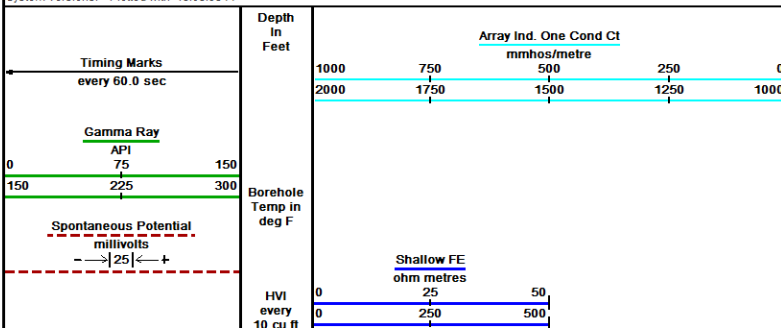 Depth
In
Feet
Timing Marks
every 60.0 sec
Gamma Ray
API
0 75 150
150 225 300
Spontaneous Potential
millivolts
25
Borehole
Temp in
deg F
HVI
every
10 cu ft
Array Ind. One Cond Ct
mmhos/metre
1000 750 500 250 0
2000 1750 1500 1250 1000
Shallow FE
ohm metres
0 25 50
0 250 500